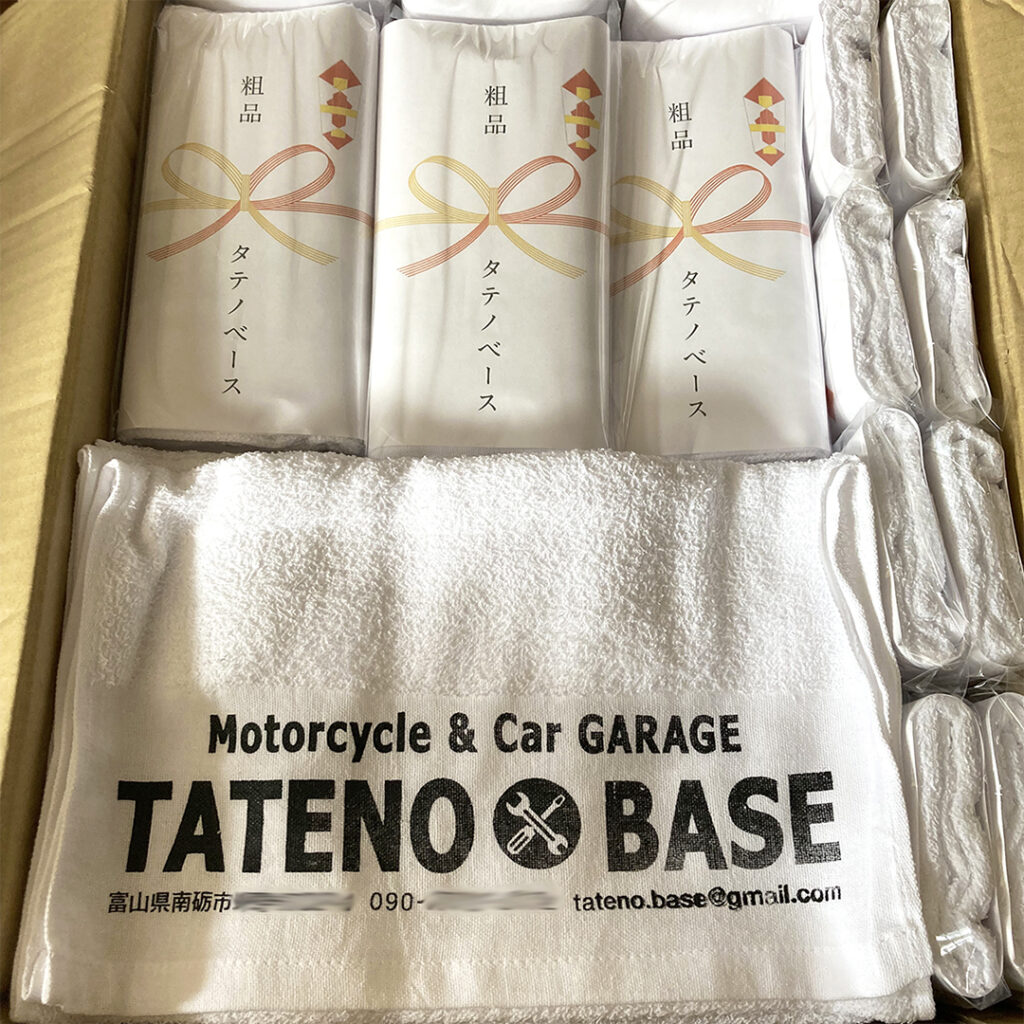 粗品
タテノベース
粗品
タテノベース
粗品
タテノベース
Motorcycle & Car GARAGE
TATENO BASE
富山県南砺市 090- tateno.base@gmail.com